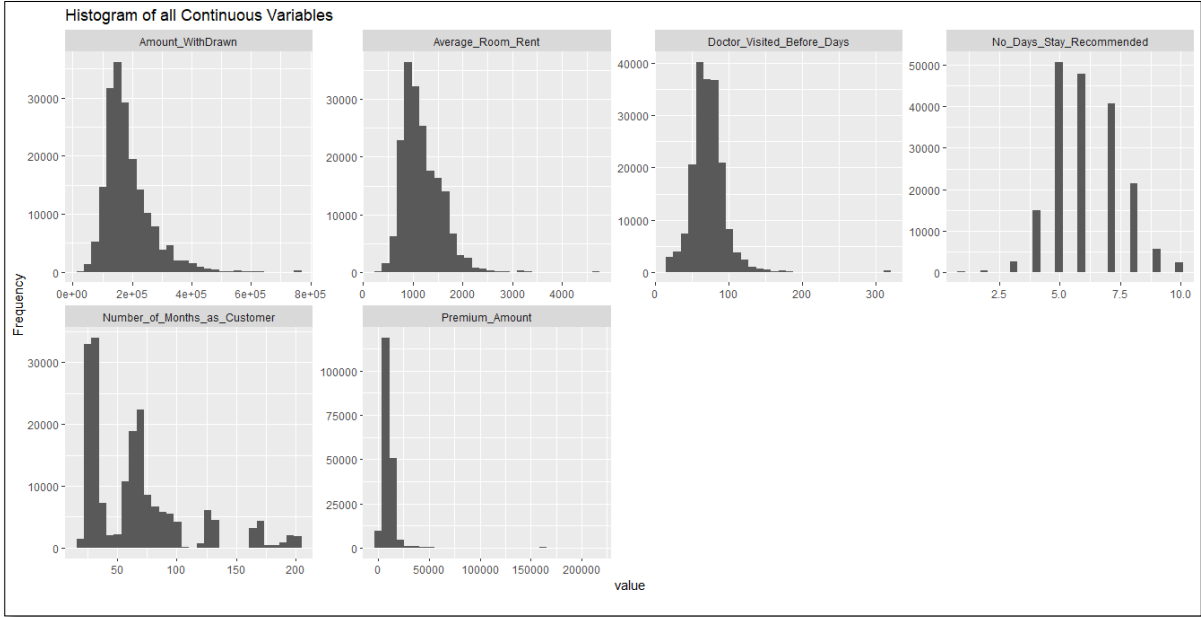 Histogram of all Continuous Variables
Amount_WithDrawn
Average_Room_Rent
Doctor_Visited_Before_Days
No_Days_Stay_Recommended
30000
20000
10000
0
0e+00 2e+05 4e+05 6e+05 8e+05
30000
20000
10000
0
0 1000 2000 3000 4000
40000
30000
20000
10000
0
0 100 200 300
50000
40000
30000
20000
10000
0
2.5 5.0 7.5 10.0
Frequency
Number_of_Months_as_Customer
Premium_Amount
30000
20000
10000
0
50 100 150 200
100000
75000
50000
25000
0
0 50000 100000 150000 200000
value